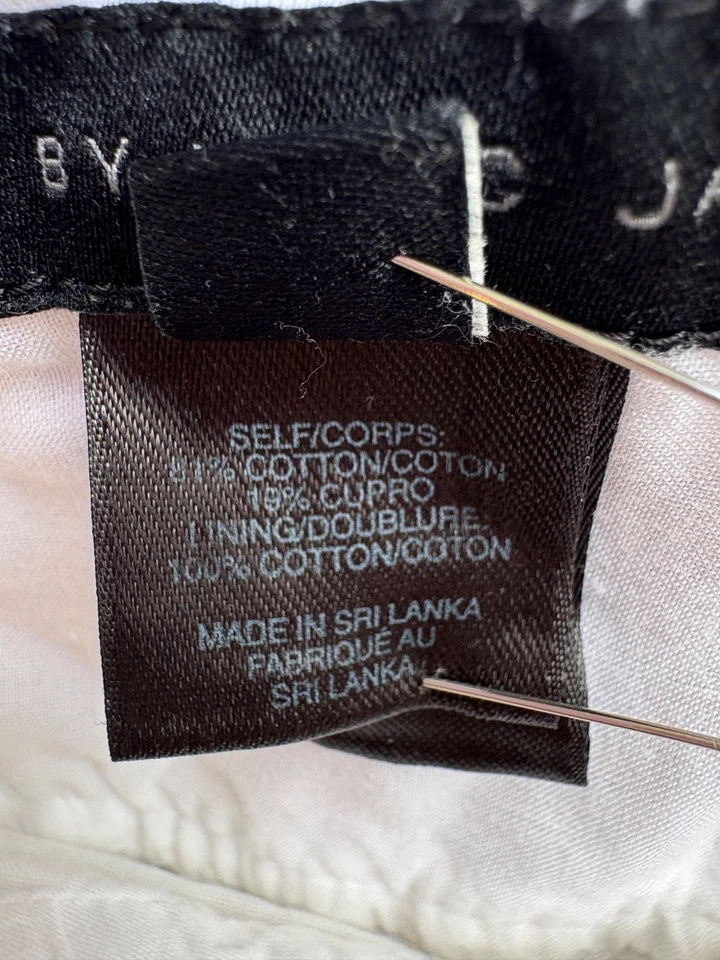 BY C JA
SELF/CORPS:
81% COTTON/COTON
19% CUPRO
LINING/DOUBLURE:
100% COTTON/COTON
MADE IN SRI LANKA
FABRIQUÉ AU
SRI LANKA